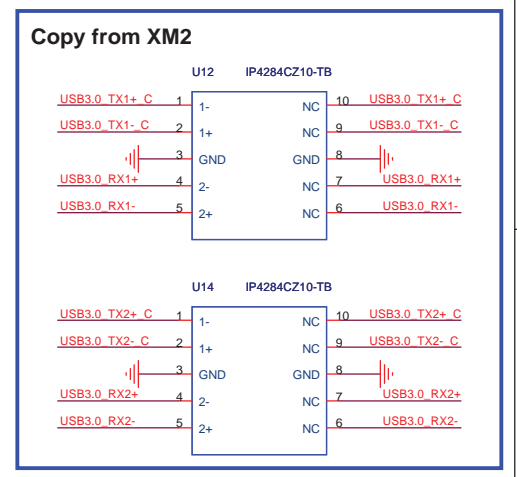 Copy from XM2
U12 IP4284CZ10-TB
USB3.0_TX1+_C 1 1- NC 10 USB3.0_TX1+_C
USB3.0_TX1-_C 2 1+ NC 9 USB3.0_TX1-_C
3 GND GND 8
USB3.0_RX1+ 4 2- NC 7 USB3.0_RX1+
USB3.0_RX1- 5 2+ NC 6 USB3.0_RX1-
U14 IP4284CZ10-TB
USB3.0_TX2+_C 1 1- NC 10 USB3.0_TX2+_C
USB3.0_TX2-_C 2 1+ NC 9 USB3.0_TX2-_C
3 GND GND 8
USB3.0_RX2+ 4 2- NC 7 USB3.0_RX2+
USB3.0_RX2- 5 2+ NC 6 USB3.0_RX2-